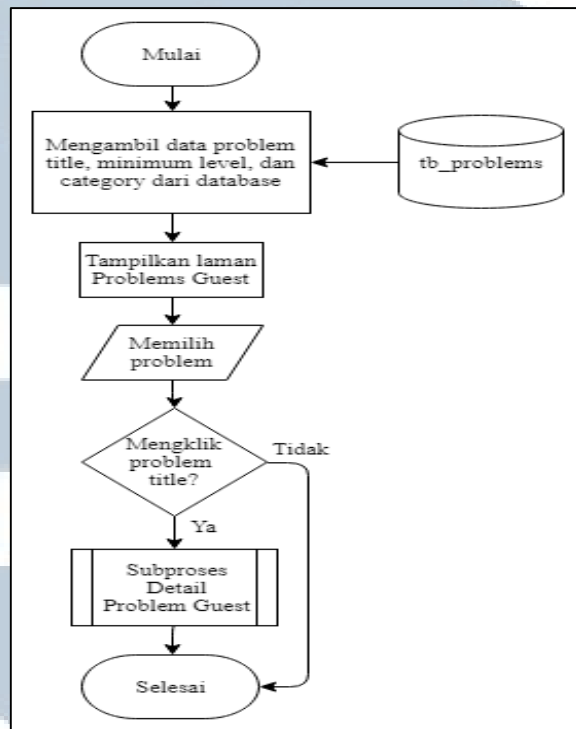 Mulai
Mengambil data problem
title, minimum level, dan
category dari database
tb_problems
Tampilkan laman
Problems Guest
Memilih
problem
Mengklik
problem
title?
Tidak
Ya
Subproses
Detail
Problem Guest
Selesai